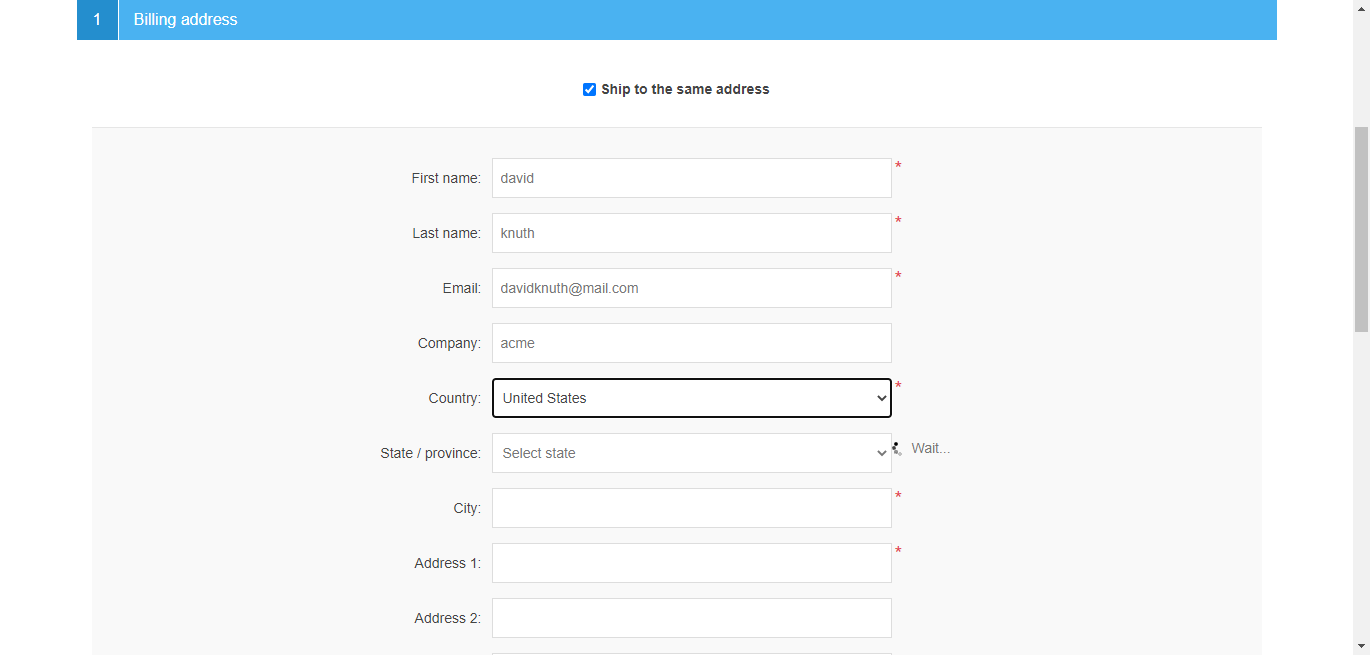 1 Billing address
Ship to the same address
First name: david *
Last name: knuth *
Email: davidknuth@mail.com *
Company: acme
Country: United States *
State / province: Select state Wait...
City: *
Address 1: *
Address 2: